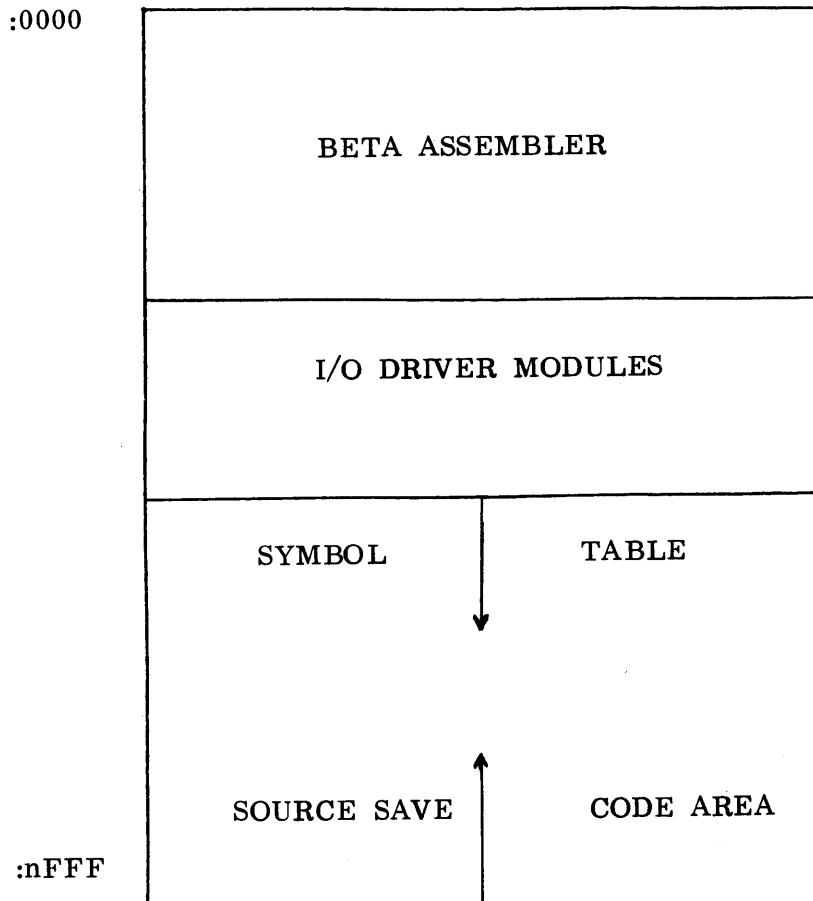 :0000
BETA ASSEMBLER
I/O DRIVER MODULES
SYMBOL TABLE
SOURCE SAVE CODE AREA
:nFFF